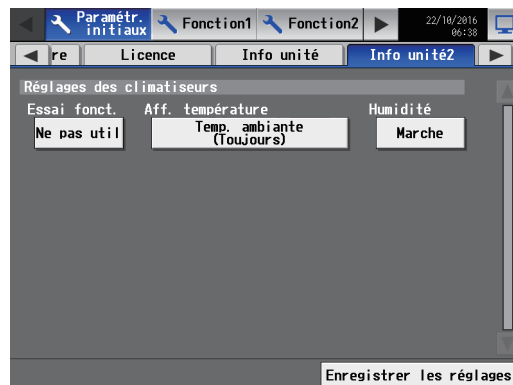 Paramétr. initiaux Fonction1 Fonction2 22/10/2016 06:38
re Licence Info unité Info unité2
Réglages des climatiseurs
Essai fonct. Aff. température Humidité
Ne pas util Temp. ambiante (Toujours) Marche
Enregistrer les réglages